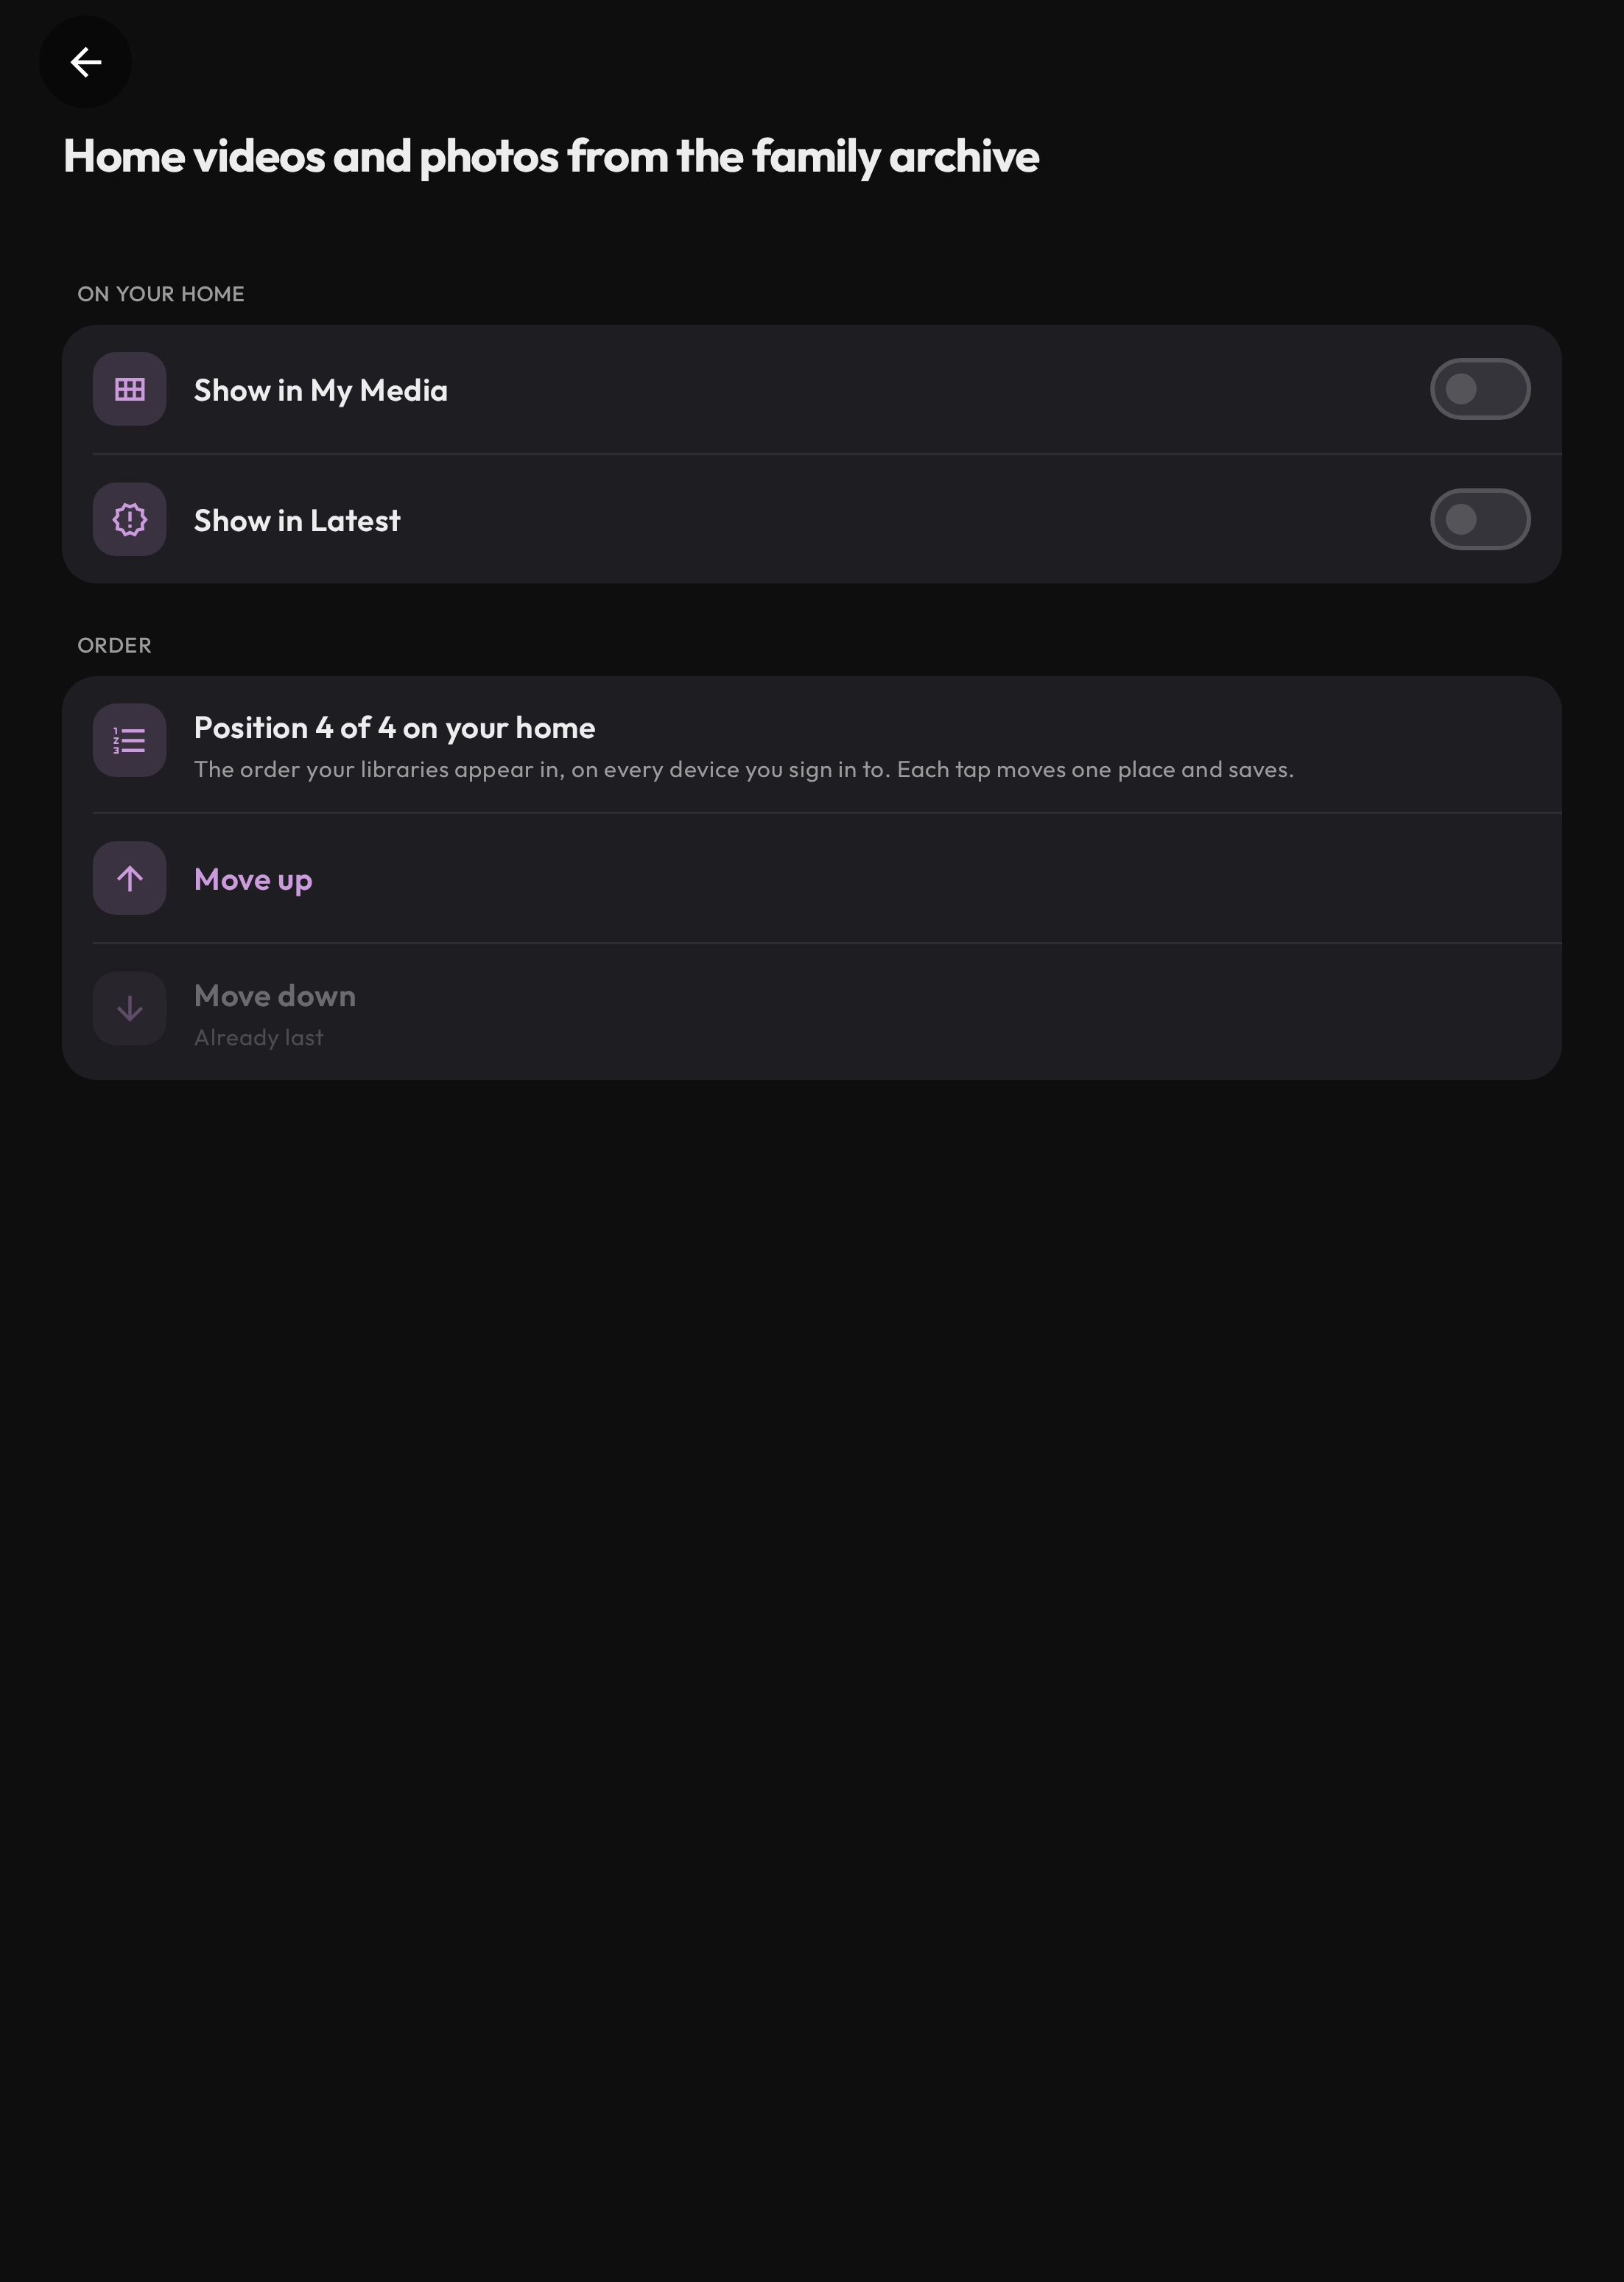 Home videos and photos from the family archive
ON YOUR HOME
Show in My Media
Show in Latest
ORDER
Position 4 of 4 on your home
The order your libraries appear in, on every device you sign in to. Each tap moves one place and saves.
Move up
Move down
Already last